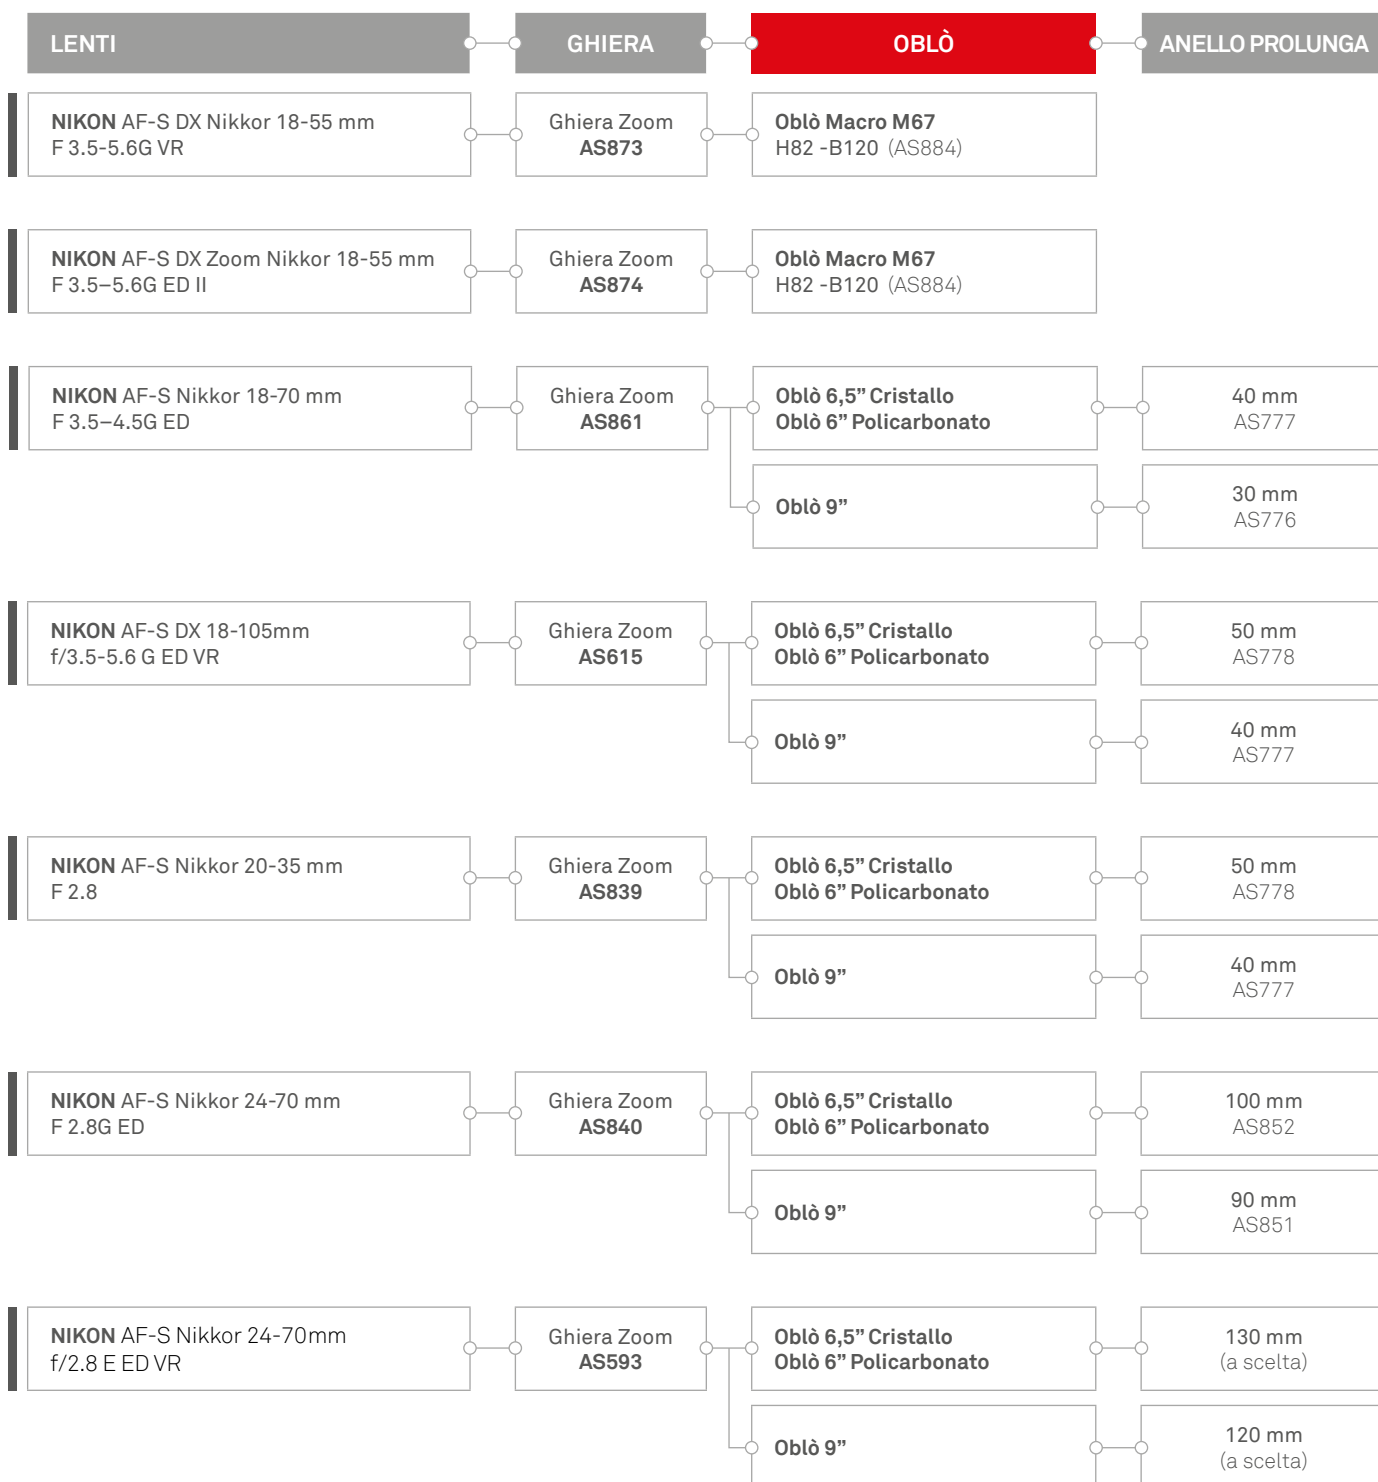 LENTI
GHIERA
OBLÒ
ANELLO PROLUNGA
NIKON AF-S DX Nikkor 18-55 mm
F 3.5-5.6G VR
Ghiera Zoom
AS873
Oblò Macro M67
H82 -B120 (AS884)
NIKON AF-S DX Zoom Nikkor 18-55 mm
F 3.5–5.6G ED II
Ghiera Zoom
AS874
Oblò Macro M67
H82 -B120 (AS884)
NIKON AF-S Nikkor 18-70 mm
F 3.5–4.5G ED
Ghiera Zoom
AS861
Oblò 6,5” Cristallo
Oblò 6” Policarbonato
40 mm
AS777
Oblò 9”
30 mm
AS776
NIKON AF-S DX 18-105mm
f/3.5-5.6 G ED VR
Ghiera Zoom
AS615
Oblò 6,5” Cristallo
Oblò 6” Policarbonato
50 mm
AS778
Oblò 9”
40 mm
AS777
NIKON AF-S Nikkor 20-35 mm
F 2.8
Ghiera Zoom
AS839
Oblò 6,5” Cristallo
Oblò 6” Policarbonato
50 mm
AS778
Oblò 9”
40 mm
AS777
NIKON AF-S Nikkor 24-70 mm
F 2.8G ED
Ghiera Zoom
AS840
Oblò 6,5” Cristallo
Oblò 6” Policarbonato
100 mm
AS852
Oblò 9”
90 mm
AS851
NIKON AF-S Nikkor 24-70mm
f/2.8 E ED VR
Ghiera Zoom
AS593
Oblò 6,5” Cristallo
Oblò 6” Policarbonato
130 mm
(a scelta)
Oblò 9”
120 mm
(a scelta)